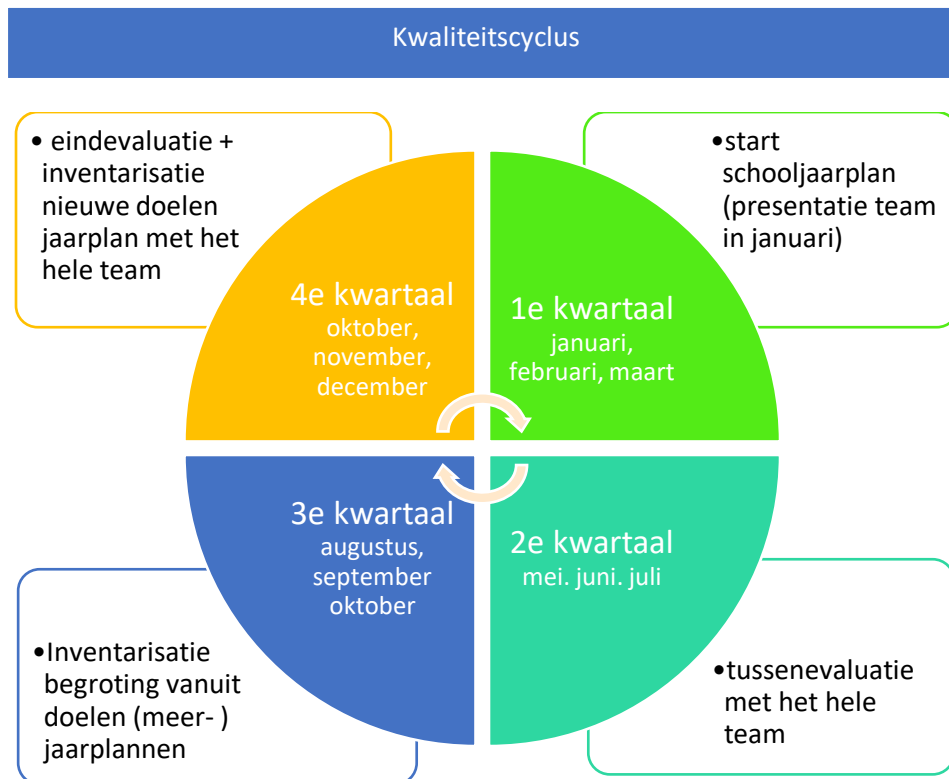 Kwaliteitscyclus
• eindevaluatie +
inventarisatie
nieuwe doelen
jaarplan met het
hele team
•start
schooljaarplan
(presentatie team
in januari)
4e kwartaal
oktober,
november,
december
1e kwartaal
januari,
februari, maart
3e kwartaal
augustus,
september
oktober
2e kwartaal
mei. juni. juli
•Inventarisatie
begroting vanuit
doelen (meer- )
jaarplannen
•tussenevaluatie
met het hele
team